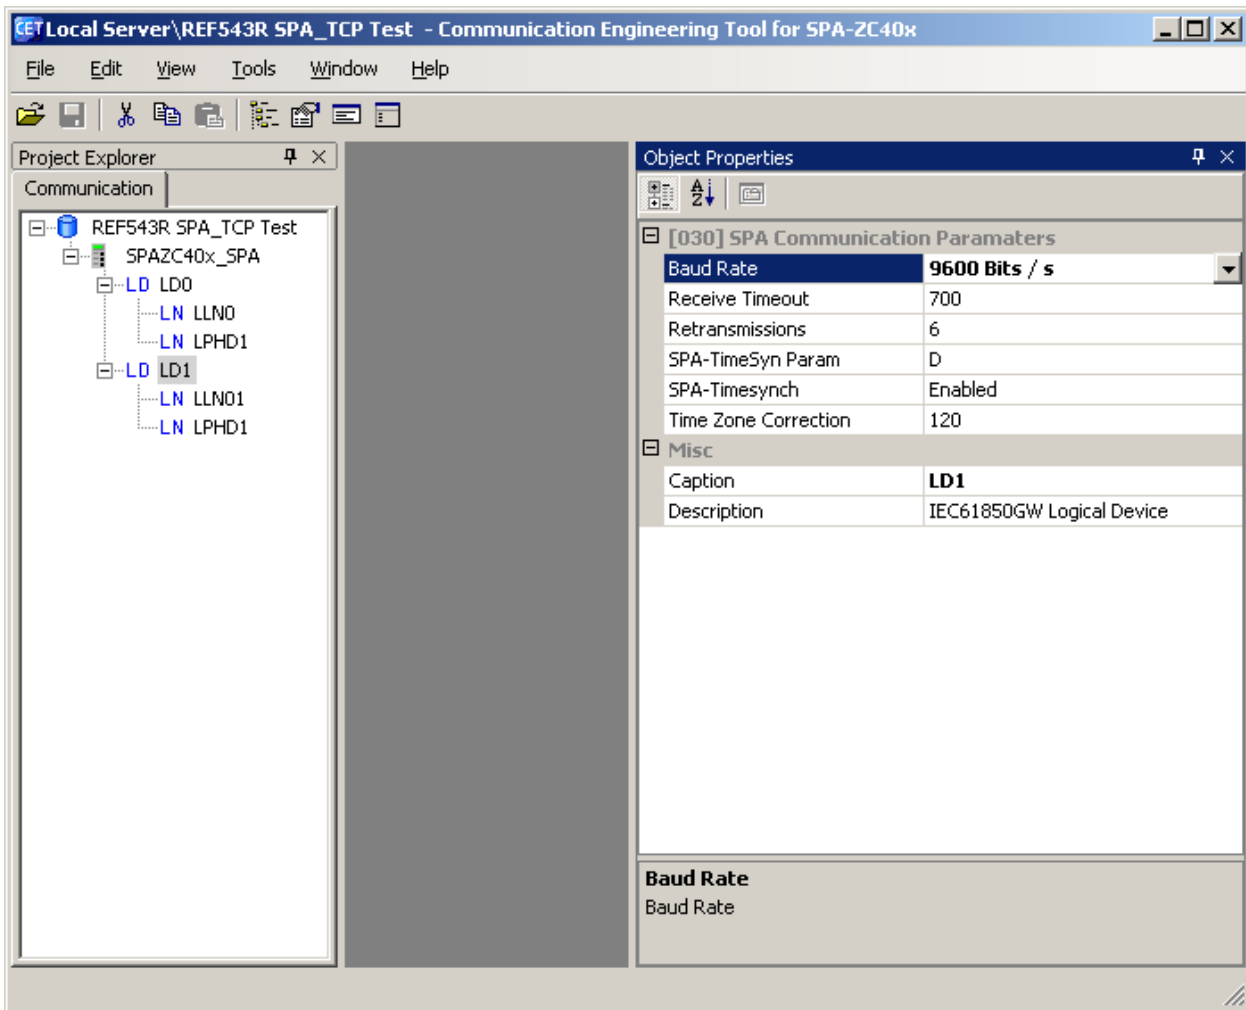 CET Local Server\REF543R SPA_TCP Test - Communication Engineering Tool for SPA-ZC40x
File Edit View Tools Window Help
Project Explorer
Communication
REF543R SPA_TCP Test
SPAZC40x_SPA
LD LD0
LN LLN0
LN LPHD1
LD LD1
LN LLN01
LN LPHD1
Object Properties
[030] SPA Communication Paramaters
Baud Rate 9600 Bits / s
Receive Timeout 700
Retransmissions 6
SPA-TimeSyn Param D
SPA-Timesynch Enabled
Time Zone Correction 120
Misc
Caption LD1
Description IEC61850GW Logical Device
Baud Rate
Baud Rate